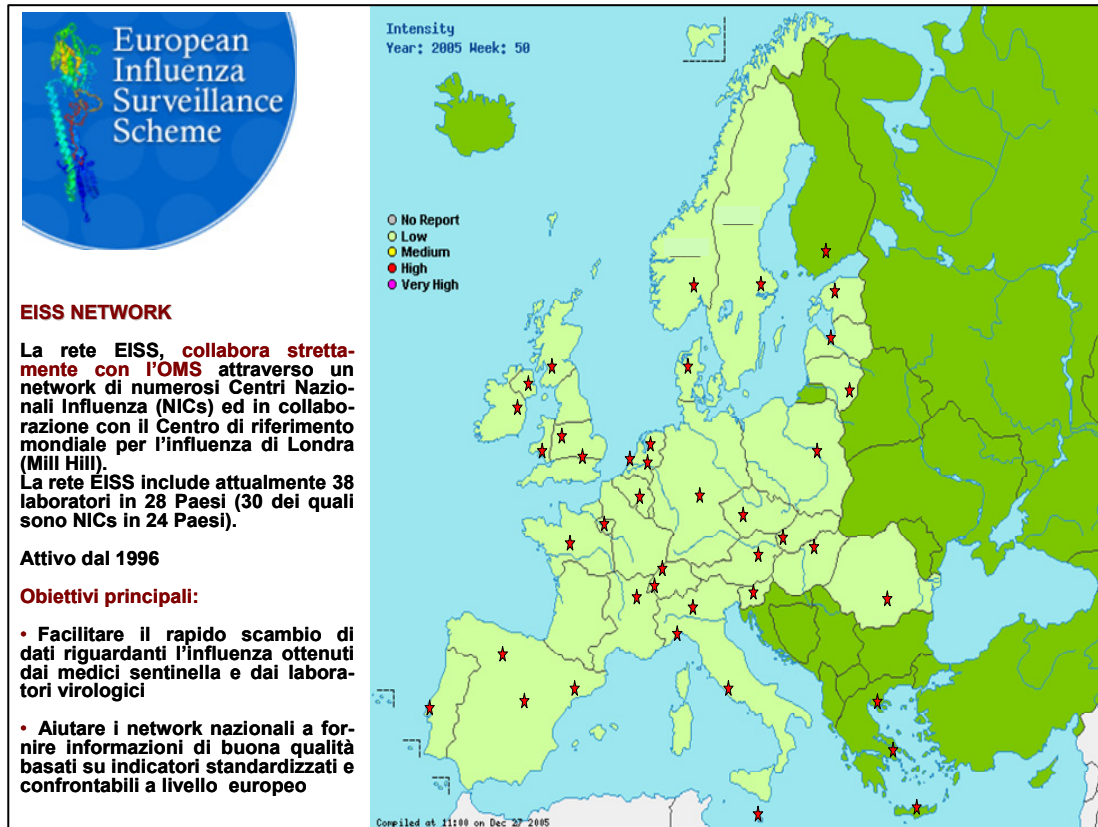 European
Influenza
Surveillance
Scheme
EISS NETWORK
La rete EISS, collabora stretta-
mente con l’OMS attraverso un
network di numerosi Centri Nazio-
nali Influenza (NICs) ed in collabo-
razione con il Centro di riferimento
mondiale per l’influenza di Londra
(Mill Hill).
La rete EISS include attualmente 38
laboratori in 28 Paesi (30 dei quali
sono NICs in 24 Paesi).
Attivo dal 1996
Obiettivi principali:
• Facilitare il rapido scambio di
dati riguardanti l’influenza ottenuti
dai medici sentinella e dai labora-
tori virologici
• Aiutare i network nazionali a for-
nire informazioni di buona qualità
basati su indicatori standardizzati e
confrontabili a livello europeo
Intensity
Year: 2005 Week: 50
No Report
Low
Medium
High
Very High
Compiled at 11:00 on Dec 27 2005